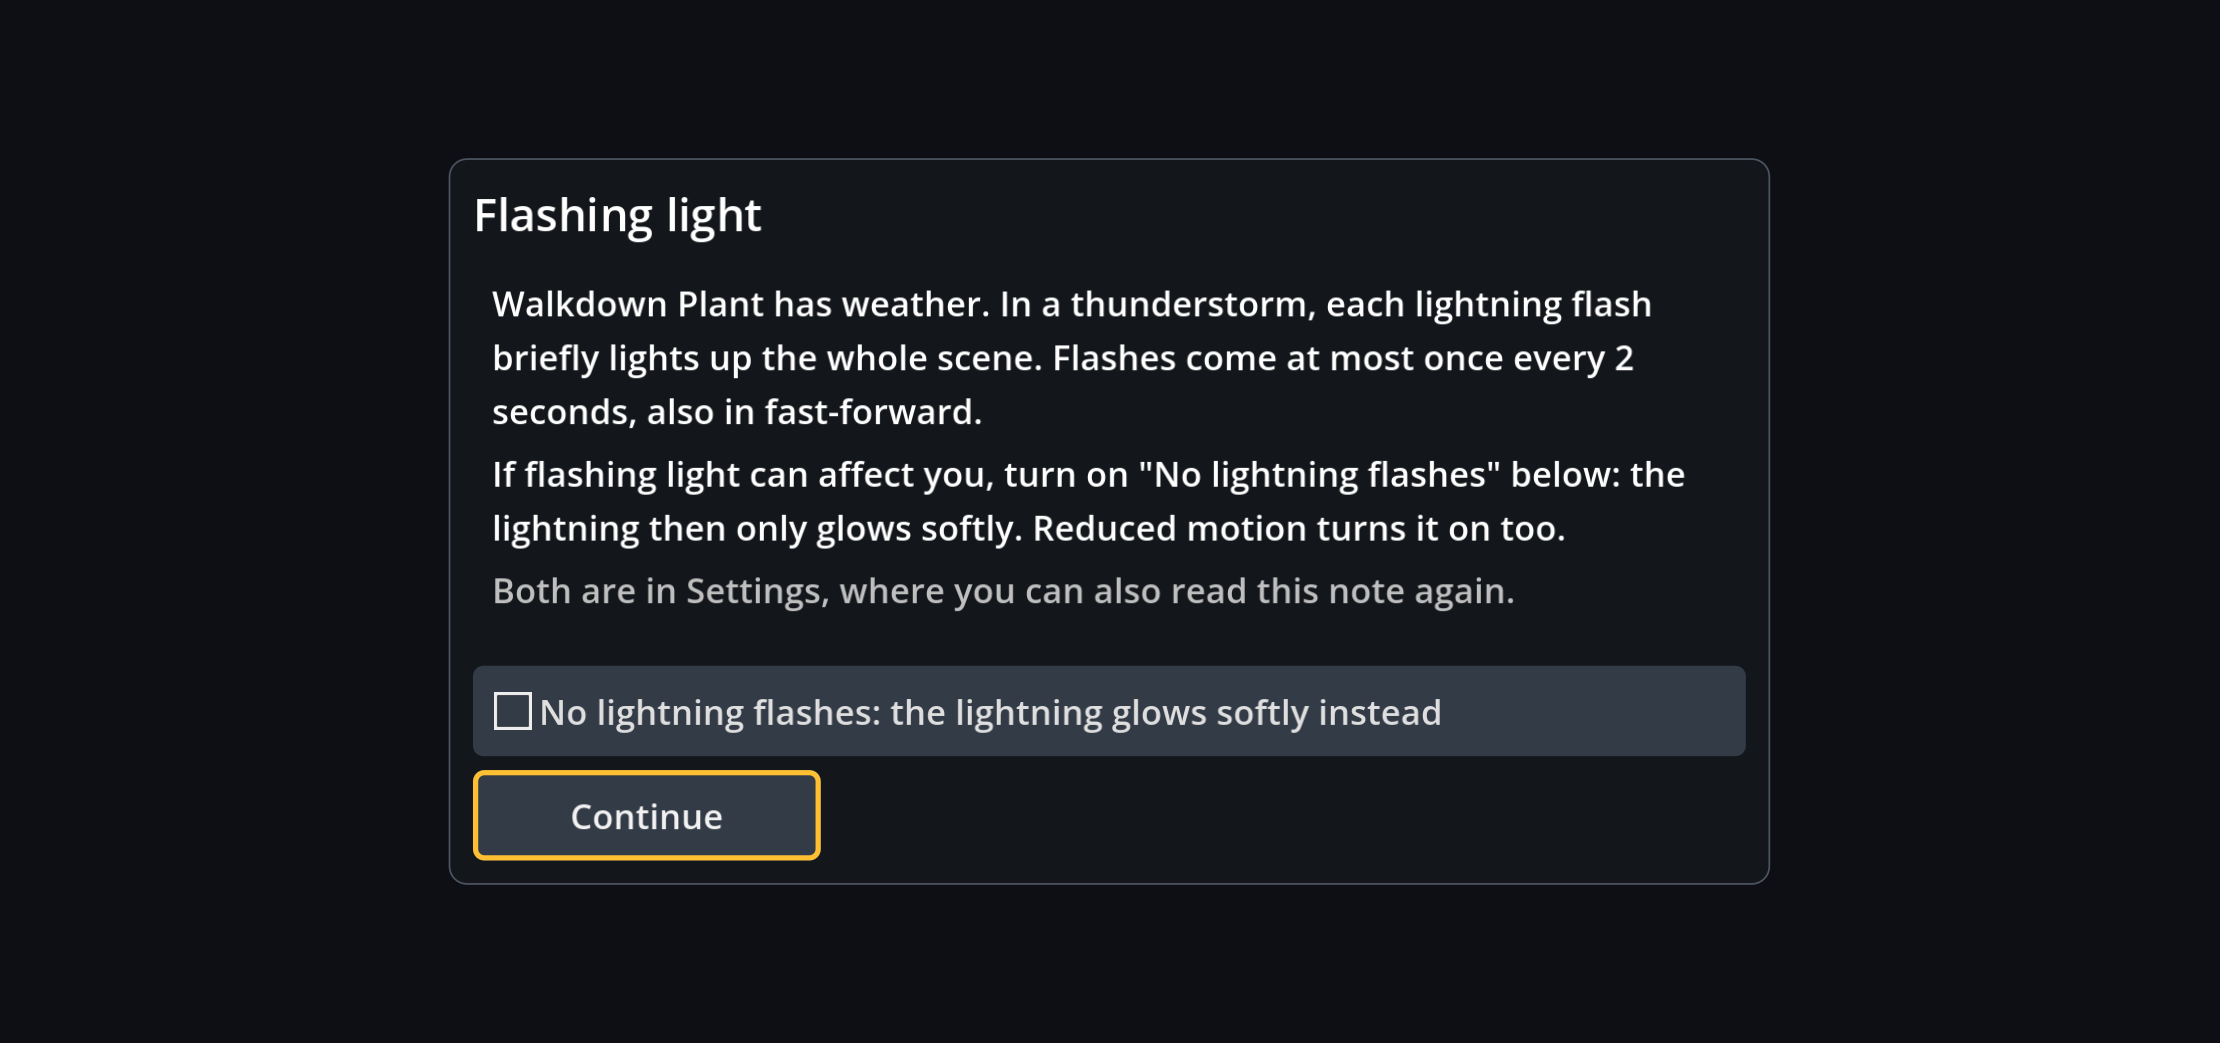 Flashing light
Walkdown Plant has weather. In a thunderstorm, each lightning flash
briefly lights up the whole scene. Flashes come at most once every 2
seconds, also in fast-forward.
If flashing light can affect you, turn on "No lightning flashes" below: the
lightning then only glows softly. Reduced motion turns it on too.
Both are in Settings, where you can also read this note again.
No lightning flashes: the lightning glows softly instead
Continue